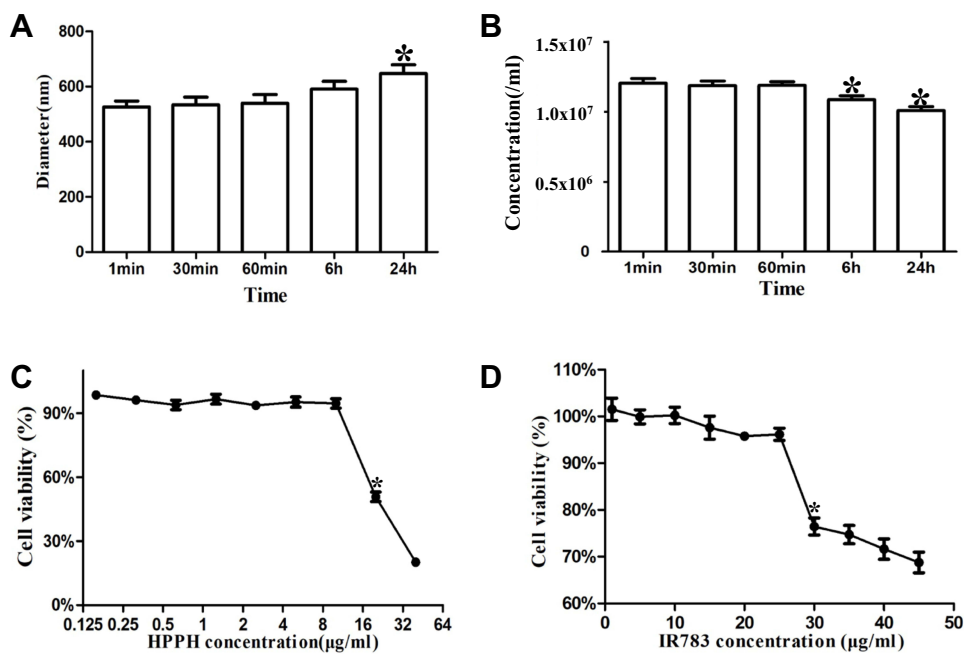 A
800
600
400
200
0
Diameter(nm)
*
1min 30min 60min 6h 24h
Time
B
1.5x10⁷
1.0x10⁷
0.5x10⁶
0
Concentration(/ml)
* *
1min 30min 60min 6h 24h
Time
C
90%
60%
30%
0%
Cell viability (%)
*
0.125 0.25 0.5 1 2 4 8 16 32 64
HPPH concentration(μg/ml)
D
110%
100%
90%
80%
70%
60%
Cell viability (%)
*
0 10 20 30 40 50
IR783 concentration (μg/ml)